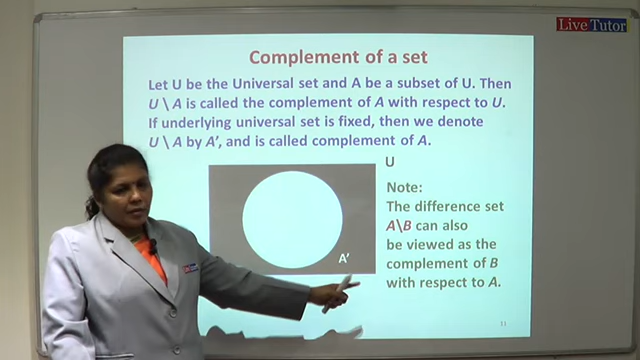 Live Tutor
Complement of a set
Let U be the Universal set and A be a subset of U. Then
U \ A is called the complement of A with respect to U.
If underlying universal set is fixed, then we denote
U \ A by A′, and is called complement of A.
U
A′
Note:
The difference set
A\B can also
be viewed as the
complement of B
with respect to A.
11